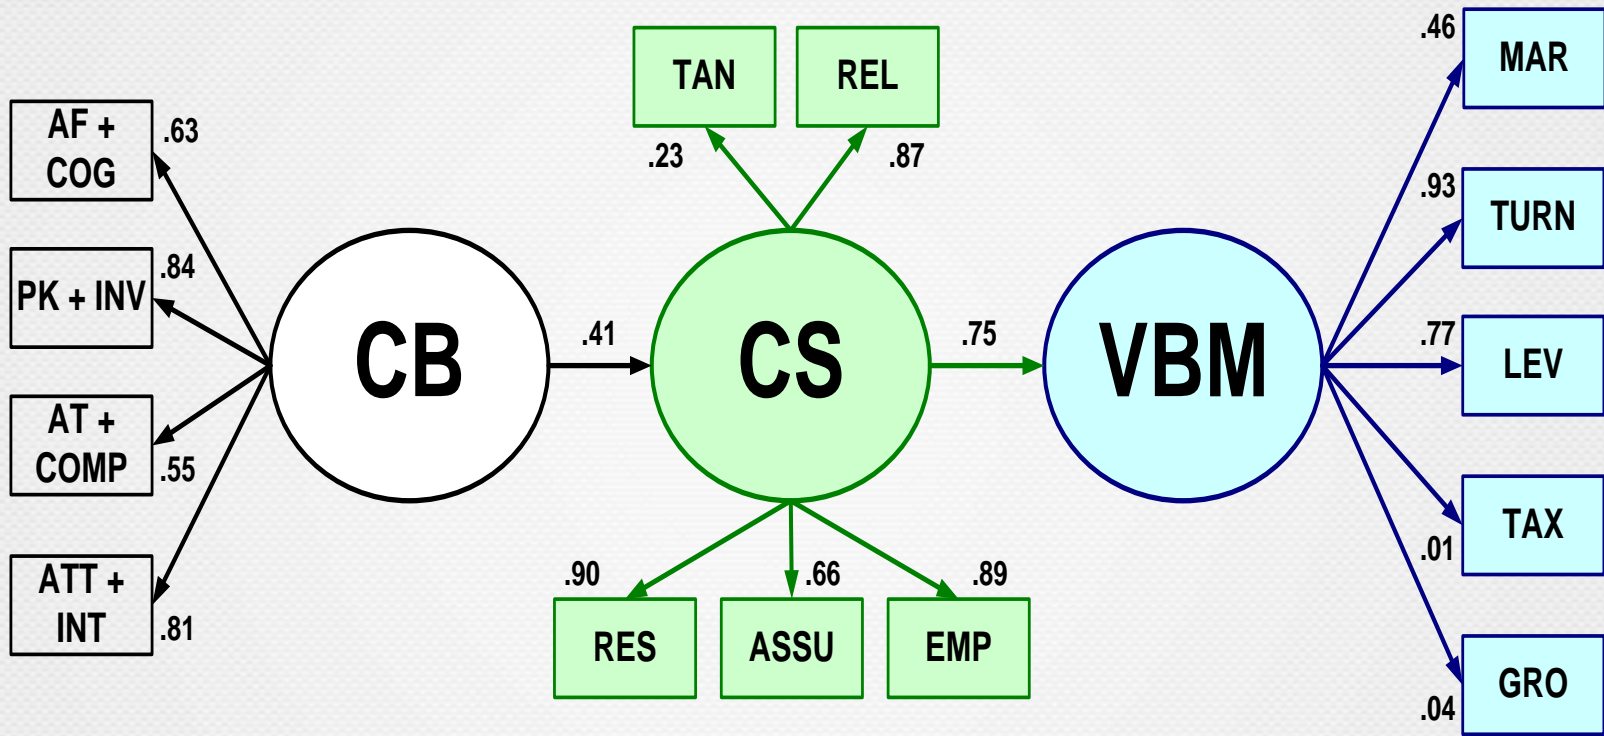 AF +
COG
.63
PK + INV
.84
AT +
COMP
.55
ATT +
INT
.81
CB
.41
TAN
.23
REL
.87
CS
.90
RES
.66
ASSU
.89
EMP
.75
VBM
.46
MAR
.93
TURN
.77
LEV
.01
TAX
.04
GRO